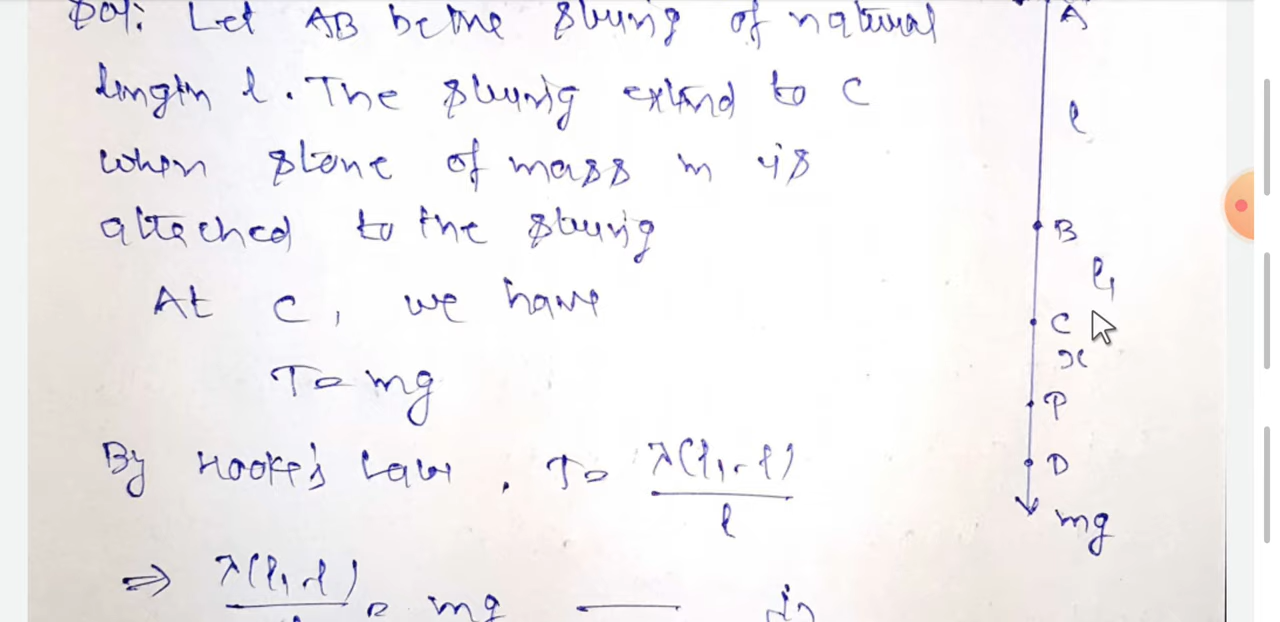 Sol: Let AB be the string of natural
length l. The string extend to C
when stone of mass m is
attached to the string
At C, we have
T = mg
By Hooke's Law, T = λ(l₁-l)/l
⇒ λ(l₁-l)/l = mg —— (i)
A
l
B
l₁
C
x
P
D
mg